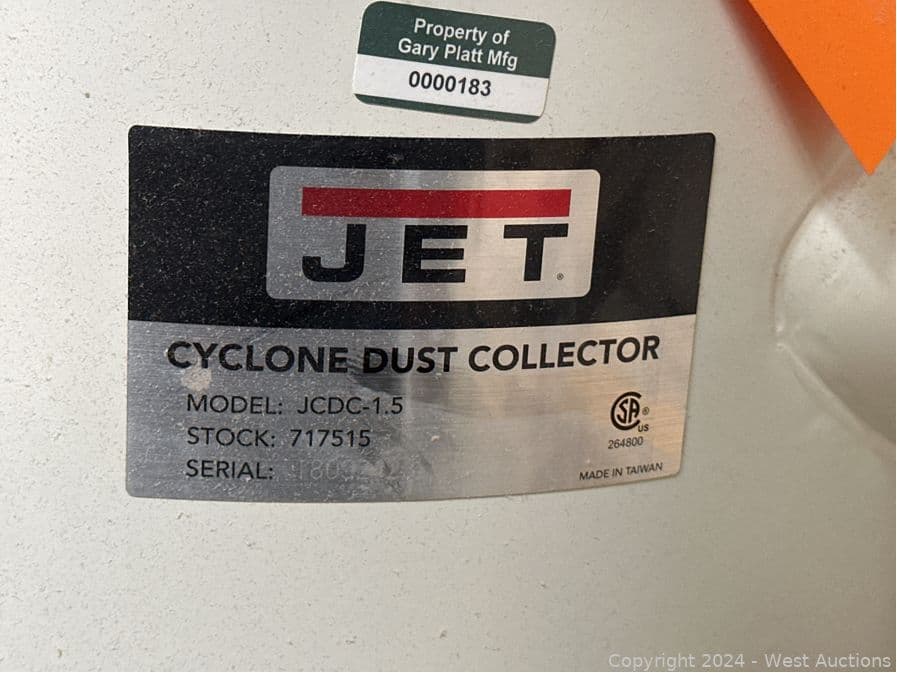 Property of
Gary Platt Mfg
0000183
JET®
CYCLONE DUST COLLECTOR
MODEL: JCDC-1.5
STOCK: 717515
SERIAL:
SA®
US
264800
MADE IN TAIWAN
Copyright 2024 - West Auctions